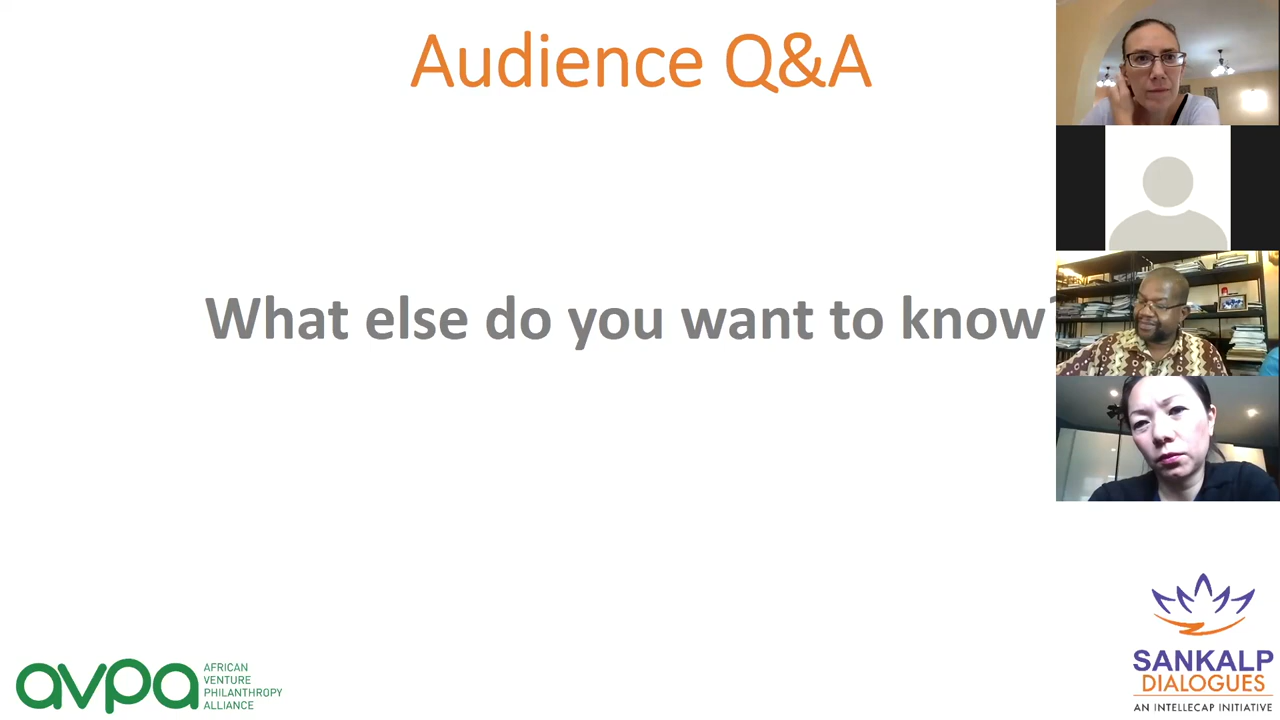 Audience Q&A
What else do you want to know?
avpa
AFRICAN
VENTURE
PHILANTHROPY
ALLIANCE
SANKALP
DIALOGUES
AN INTELLECAP INITIATIVE